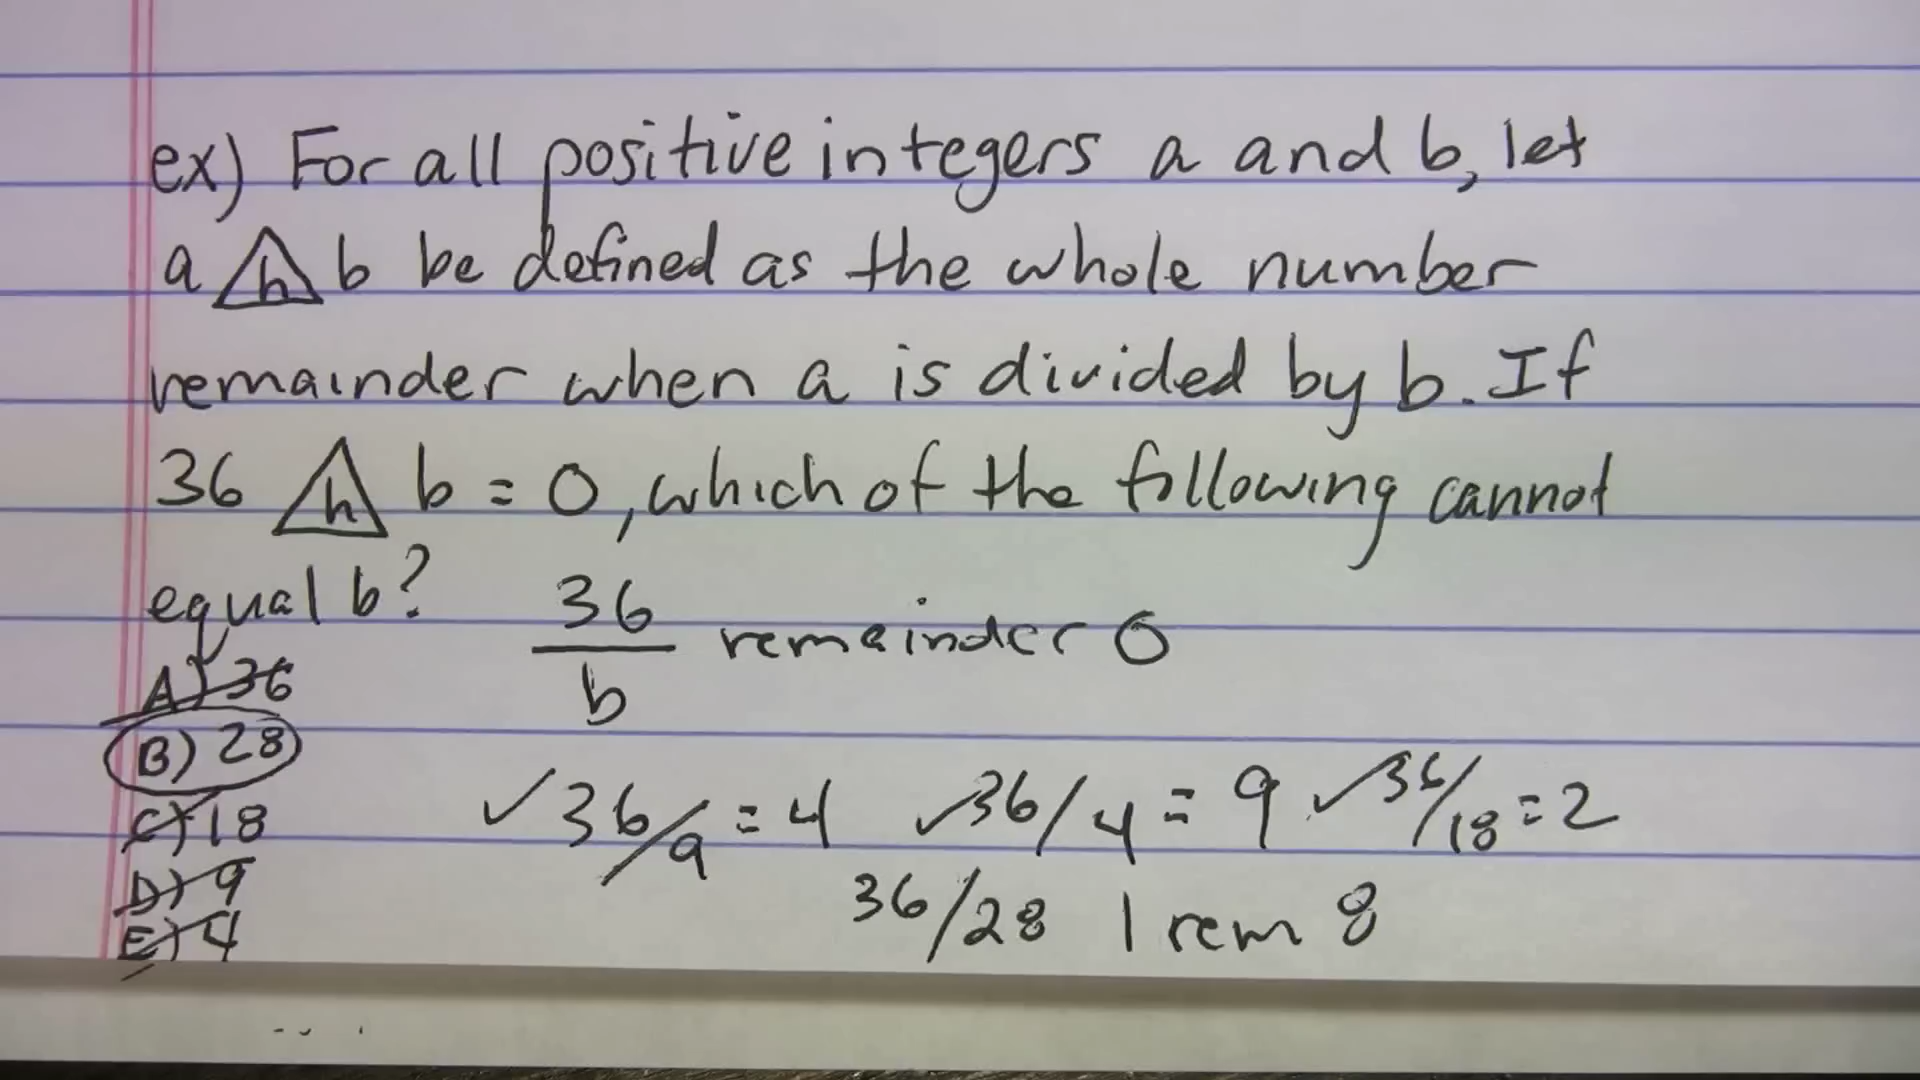 ex) For all positive integers a and b, let
a h b be defined as the whole number
remainder when a is divided by b. If
36 h b = 0, which of the following cannot
equal b?
36
b
remainder 0
A) 36
B) 28
C) 18
D) 9
E) 4
✓ 36/9 = 4 ✓ 36/4 = 9 ✓ 36/18 = 2
36/28 1 rem 8